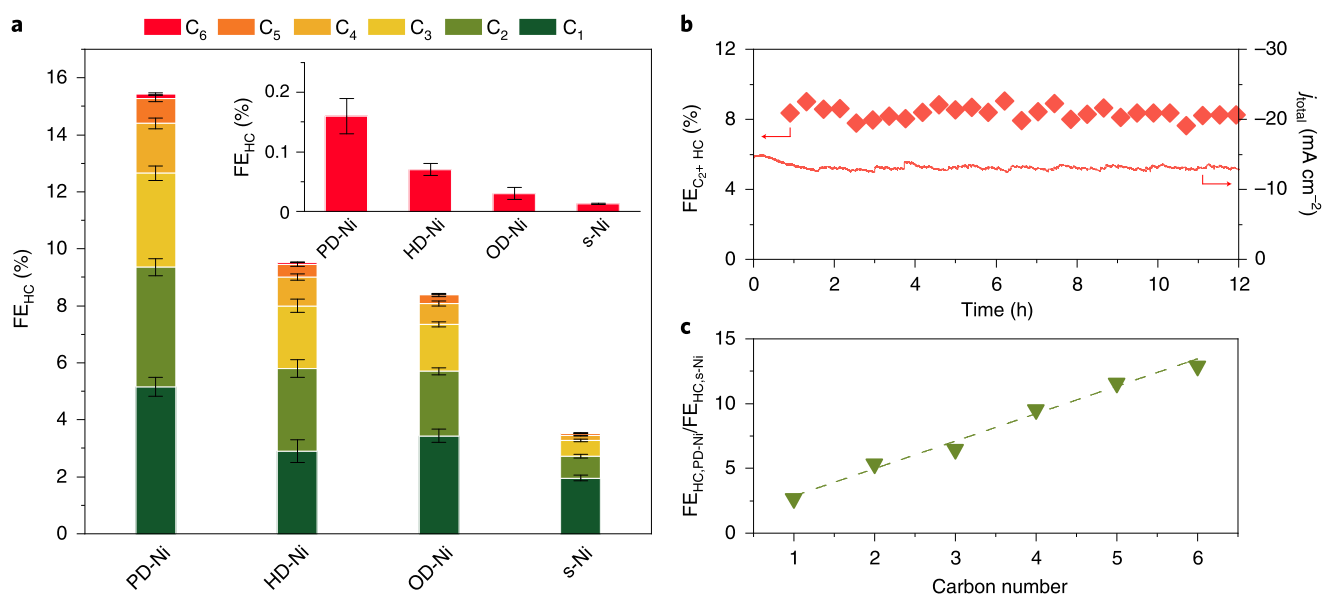 a
C6 C5 C4 C3 C2 C1
FEHC (%)
16
14
12
10
8
6
4
2
0
PD-Ni HD-Ni OD-Ni s-Ni
FEHC (%)
0.2
0.1
0
PD-Ni HD-Ni OD-Ni s-Ni
b
FEC2+ HC (%)
12
8
4
0
0 2 4 6 8 10 12
Time (h)
–30
–20
–10
0
jtotal (mA cm–2)
c
FEHC,PD-Ni/FEHC,s-Ni
15
10
5
0
1 2 3 4 5 6
Carbon number